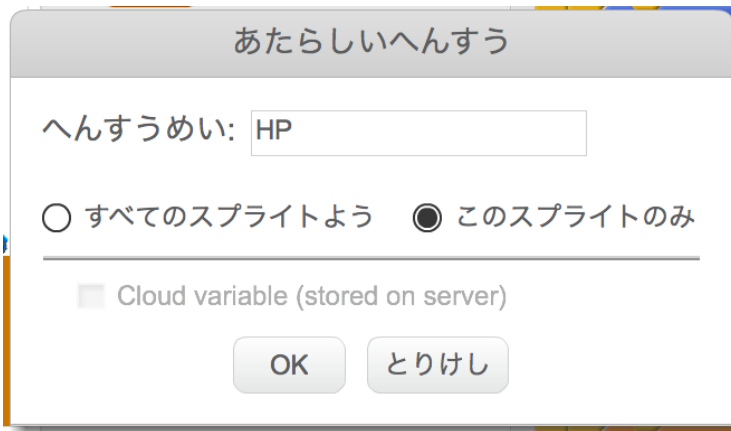 あたらしいへんすう
へんすうめい: HP
すべてのスプライトよう このスプライトのみ
Cloud variable (stored on server)
OK とりけし